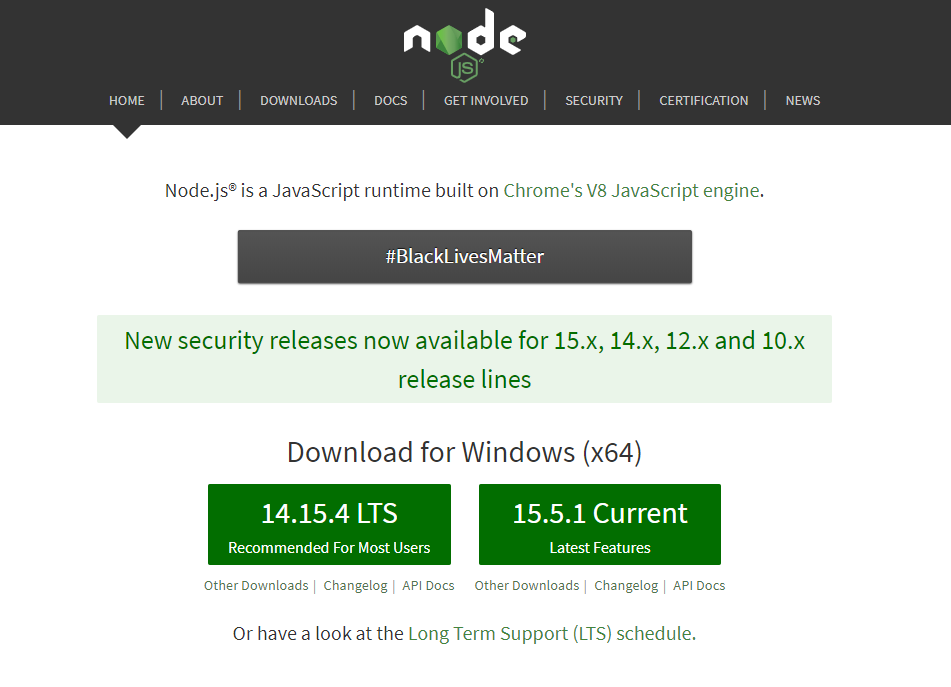 node
JS
HOME | ABOUT | DOWNLOADS | DOCS | GET INVOLVED | SECURITY | CERTIFICATION | NEWS
Node.js® is a JavaScript runtime built on Chrome's V8 JavaScript engine.
#BlackLivesMatter
New security releases now available for 15.x, 14.x, 12.x and 10.x
release lines
Download for Windows (x64)
14.15.4 LTS
Recommended For Most Users
15.5.1 Current
Latest Features
Other Downloads | Changelog | API Docs
Other Downloads | Changelog | API Docs
Or have a look at the Long Term Support (LTS) schedule.